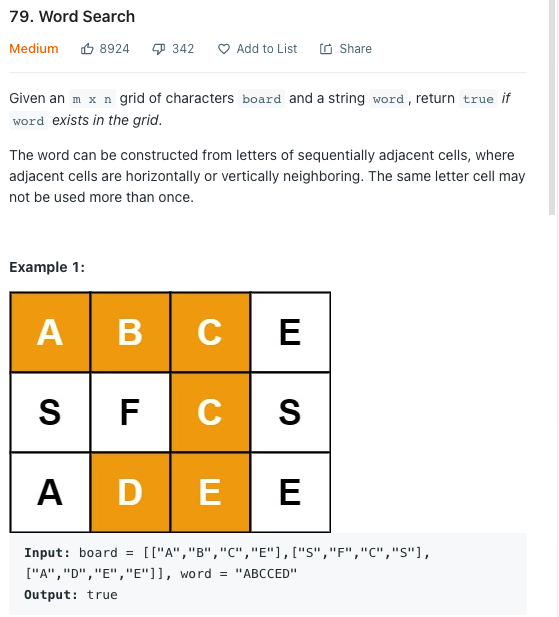 79. Word Search
Medium 8924 342 Add to List Share
Given an m x n grid of characters board and a string word, return true if
word exists in the grid.
The word can be constructed from letters of sequentially adjacent cells, where
adjacent cells are horizontally or vertically neighboring. The same letter cell may
not be used more than once.
Example 1:
A B C E
S F C S
A D E E
Input: board = [["A","B","C","E"],["S","F","C","S"],
["A","D","E","E"]], word = "ABCCED"
Output: true